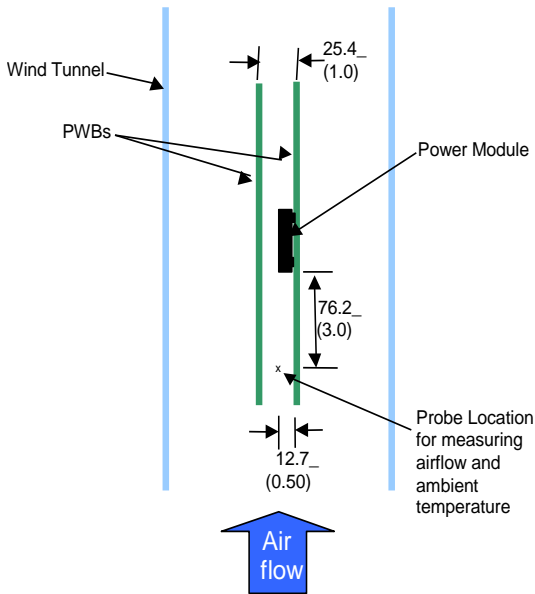 25.4_
(1.0)
Wind Tunnel
PWBs
Power Module
76.2_
(3.0)
x
Probe Location
for measuring
airflow and
ambient
temperature
12.7_
(0.50)
Air
flow